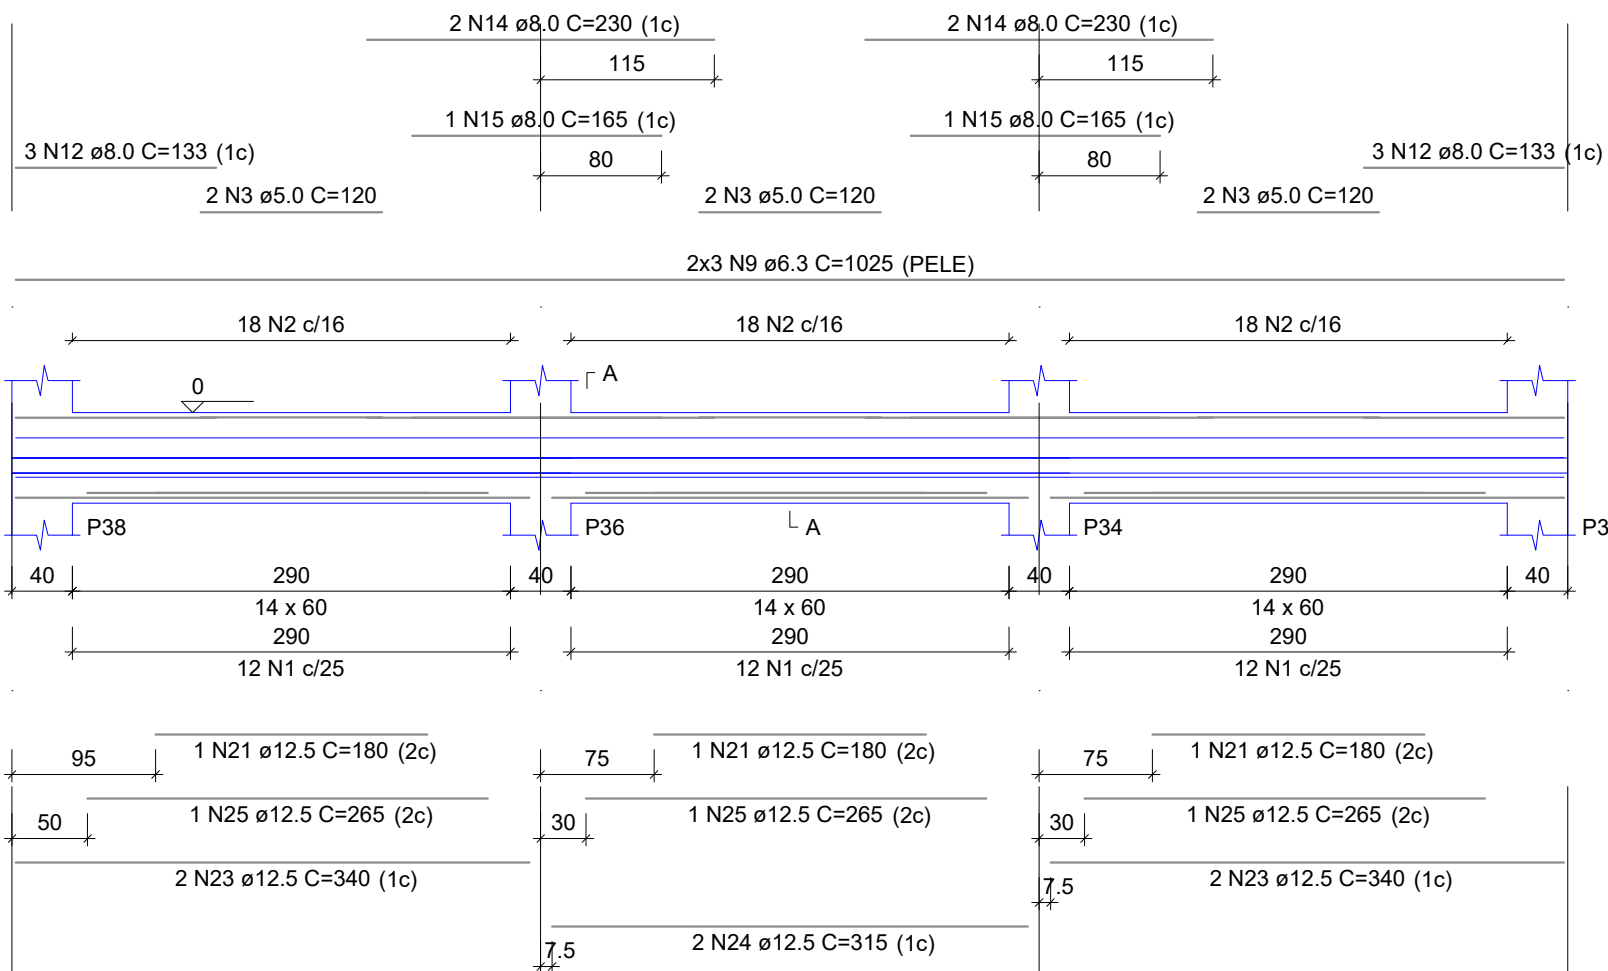 2 N14 ø8.0 C=230 (1c) 2 N14 ø8.0 C=230 (1c)
115 115
1 N15 ø8.0 C=165 (1c) 1 N15 ø8.0 C=165 (1c)
3 N12 ø8.0 C=133 (1c) 80 80 3 N12 ø8.0 C=133 (1c)
2 N3 ø5.0 C=120 2 N3 ø5.0 C=120 2 N3 ø5.0 C=120
2x3 N9 ø6.3 C=1025 (PELE)
18 N2 c/16 18 N2 c/16 18 N2 c/16
A
0
P38 P36 A P34 P3
40 290 40 290 40 290 40
14 x 60 14 x 60 14 x 60
290 290 290
12 N1 c/25 12 N1 c/25 12 N1 c/25
1 N21 ø12.5 C=180 (2c) 1 N21 ø12.5 C=180 (2c) 1 N21 ø12.5 C=180 (2c)
95 75 75
1 N25 ø12.5 C=265 (2c) 1 N25 ø12.5 C=265 (2c) 1 N25 ø12.5 C=265 (2c)
50 30 30
2 N23 ø12.5 C=340 (1c) 7.5 2 N23 ø12.5 C=340 (1c)
7.5 2 N24 ø12.5 C=315 (1c)